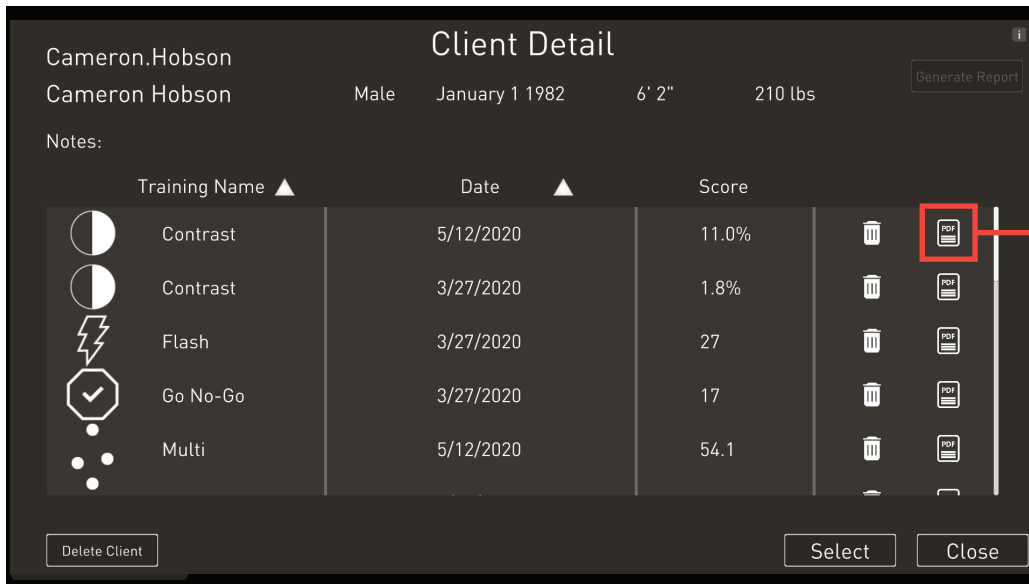 Client Detail
i
Cameron.Hobson
Generate Report
Cameron Hobson Male January 1 1982 6' 2" 210 lbs
Notes:
Training Name Date Score
Contrast 5/12/2020 11.0% PDF
Contrast 3/27/2020 1.8% PDF
Flash 3/27/2020 27 PDF
Go No-Go 3/27/2020 17 PDF
Multi 5/12/2020 54.1 PDF
Delete Client Select Close